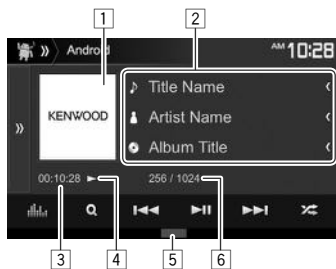 1 2
Android AM 10:28
Title Name
KENWOOD Artist Name
Album Title
00:10:28 256 / 1024
3 4 5 6